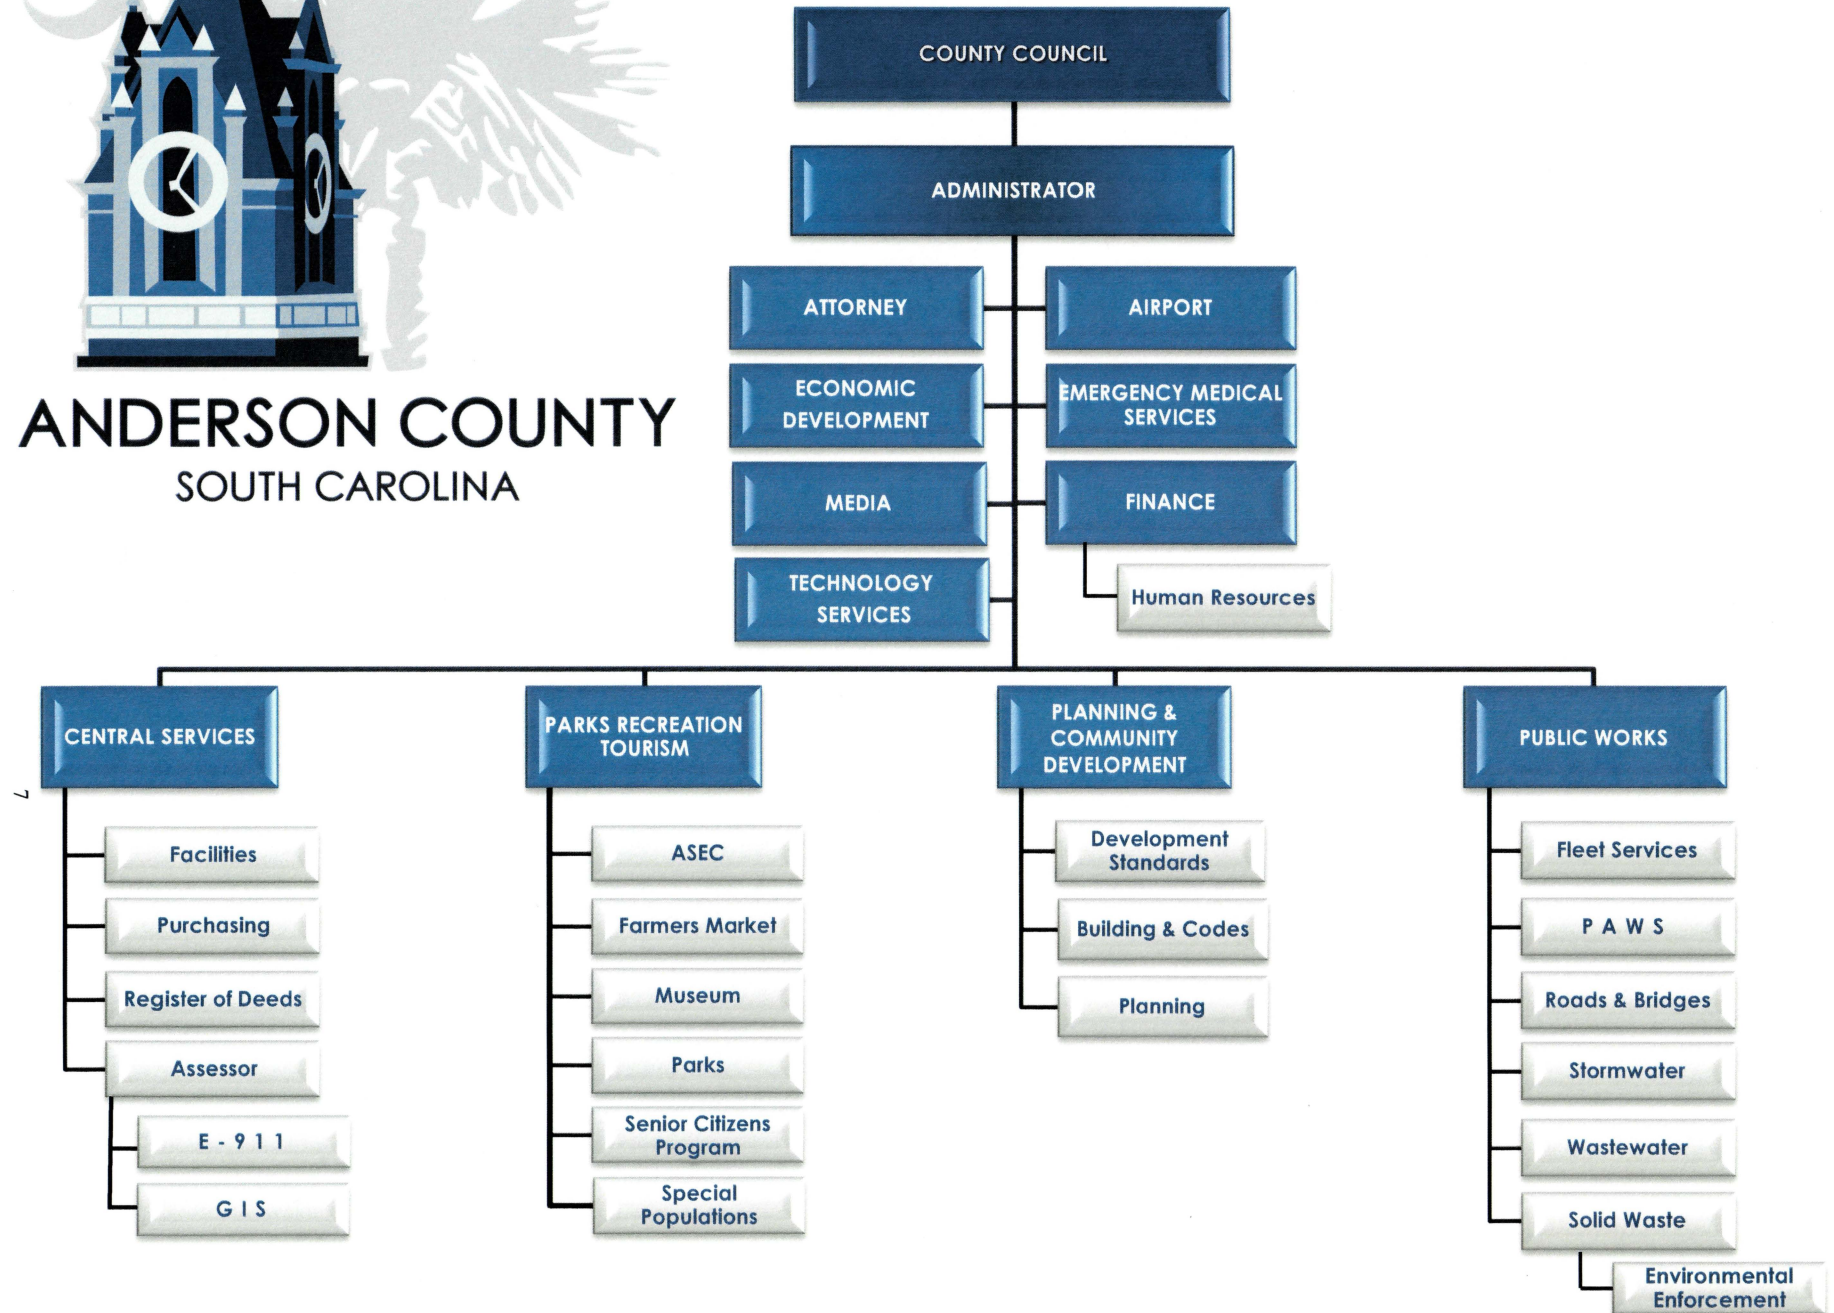 COUNTY COUNCIL
ADMINISTRATOR
ATTORNEY
AIRPORT
ECONOMIC
DEVELOPMENT
EMERGENCY MEDICAL
SERVICES
MEDIA
FINANCE
TECHNOLOGY
SERVICES
Human Resources
ANDERSON COUNTY
SOUTH CAROLINA
CENTRAL SERVICES
Facilities
Purchasing
Register of Deeds
Assessor
E - 9 1 1
G I S
PARKS RECREATION
TOURISM
ASEC
Farmers Market
Museum
Parks
Senior Citizens
Program
Special
Populations
PLANNING &
COMMUNITY
DEVELOPMENT
Development
Standards
Building & Codes
Planning
PUBLIC WORKS
Fleet Services
P A W S
Roads & Bridges
Stormwater
Wastewater
Solid Waste
Environmental
Enforcement
7